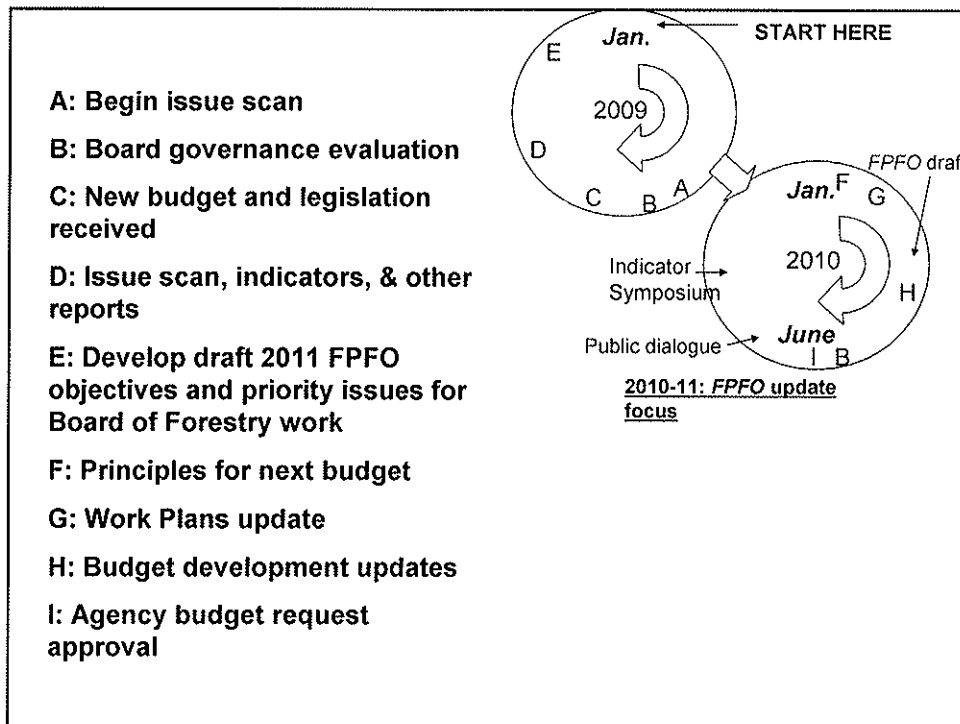 A: Begin issue scan
B: Board governance evaluation
C: New budget and legislation
received
D: Issue scan, indicators, & other
reports
E: Develop draft 2011 FPFO
objectives and priority issues for
Board of Forestry work
F: Principles for next budget
G: Work Plans update
H: Budget development updates
I: Agency budget request
approval
START HERE
Jan.
E
2009
D
C
B
A
FPFO draf
Jan.
F
G
2010
H
Indicator
Symposium
June
Public dialogue
I
B
2010-11: FPFO update
focus